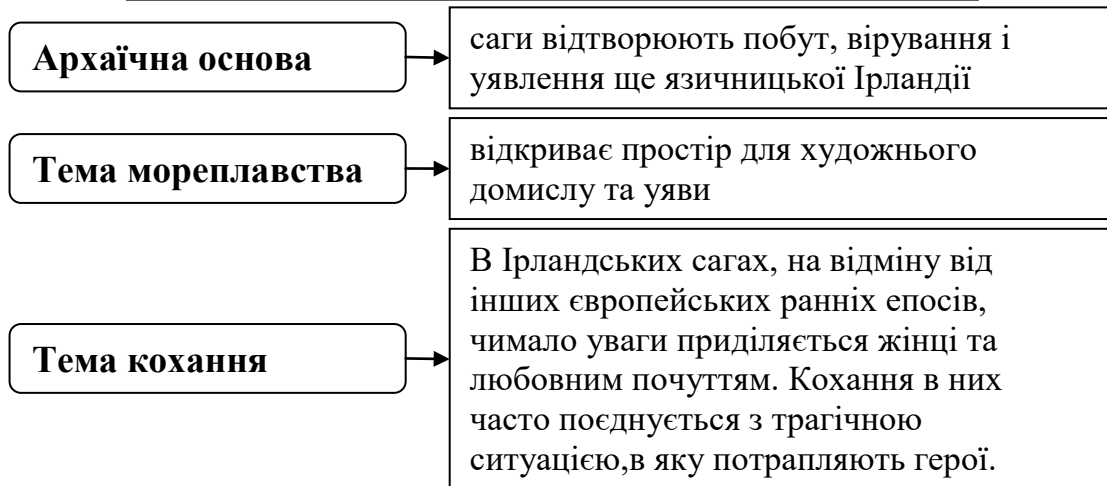 Архаїчна основа
саги відтворюють побут, вірування і
уявлення ще язичницької Ірландії
Тема мореплавства
відкриває простір для художнього
домислу та уяви
Тема кохання
В Ірландських сагах, на відміну від
інших європейських ранніх епосів,
чимало уваги приділяється жінці та
любовним почуттям. Кохання в них
часто поєднується з трагічною
ситуацією,в яку потрапляють герої.